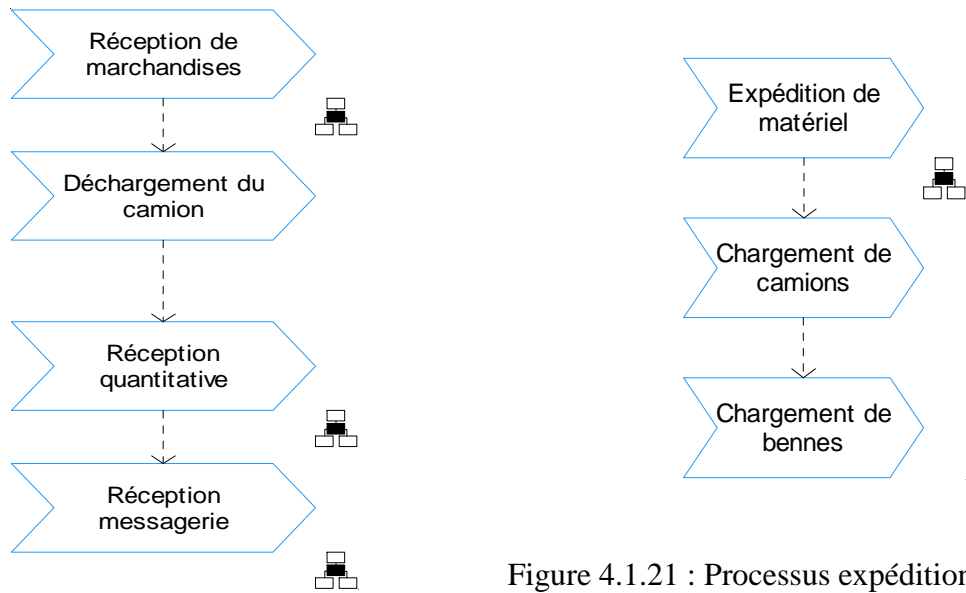 Réception de
marchandises
Déchargement du
camion
Réception
quantitative
Réception
messagerie
Expédition de
matériel
Chargement de
camions
Chargement de
bennes
Figure 4.1.21 : Processus expédition